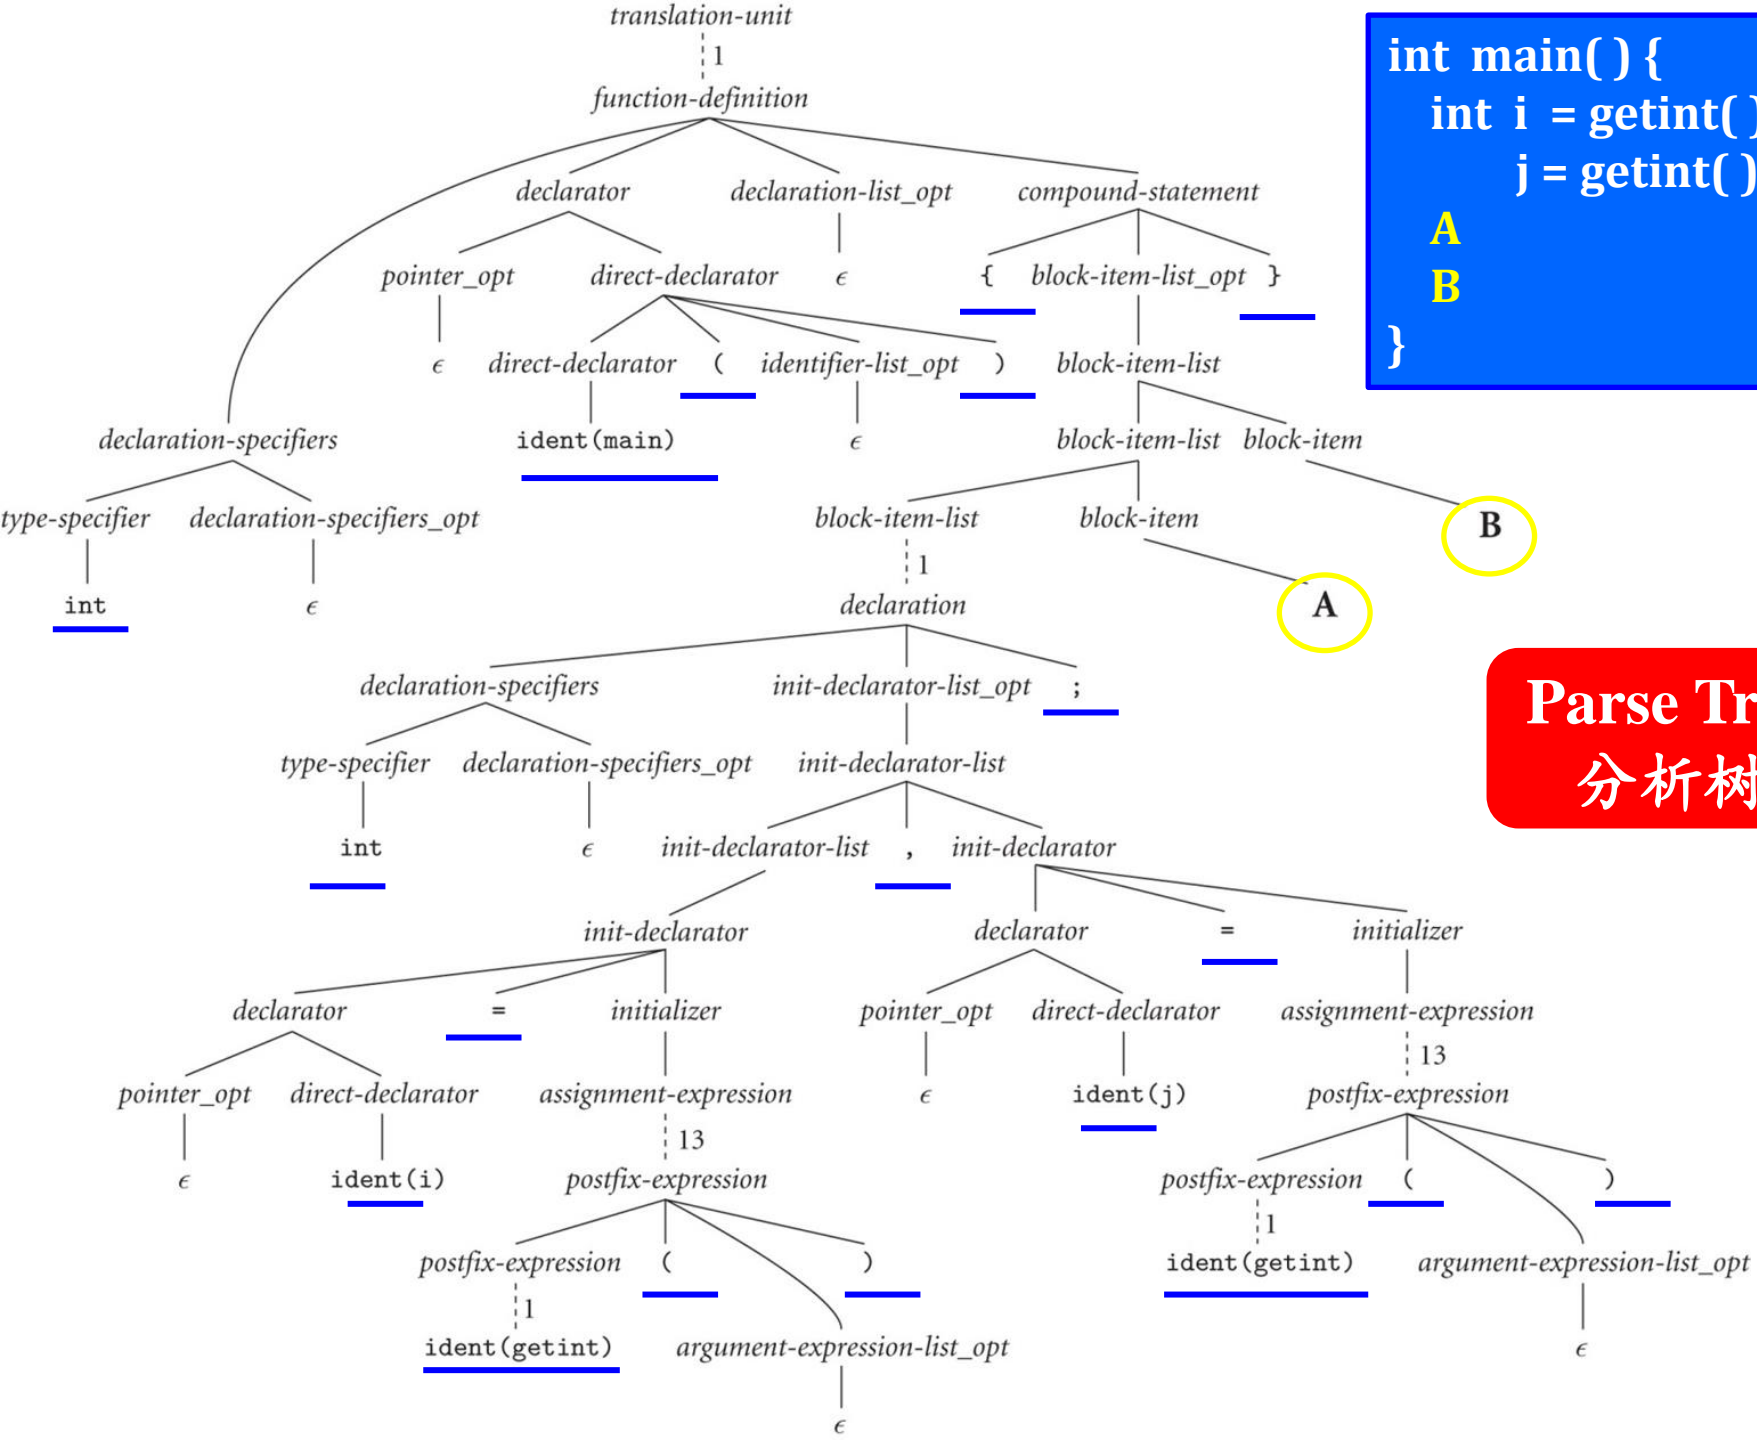 translation-unit
1
function-definition
declarator declaration-list_opt compound-statement
pointer_opt direct-declarator ϵ { block-item-list_opt }
ϵ direct-declarator ( identifier-list_opt ) block-item-list
declaration-specifiers ident(main) ϵ block-item-list block-item
type-specifier declaration-specifiers_opt block-item-list block-item B
1
int ϵ declaration A
declaration-specifiers init-declarator-list_opt ;
type-specifier declaration-specifiers_opt init-declarator-list
int ϵ init-declarator-list , init-declarator
init-declarator declarator = initializer
declarator = initializer pointer_opt direct-declarator assignment-expression
13
pointer_opt direct-declarator assignment-expression ϵ ident(j) postfix-expression
13
ϵ ident(i) postfix-expression postfix-expression ( )
1
postfix-expression ( ) ident(getint) argument-expression-list_opt
1
ident(getint) argument-expression-list_opt ϵ
ϵ
int main( ) {
int i = getint( )
j = getint( )
A
B
}
Parse Tr
分析树